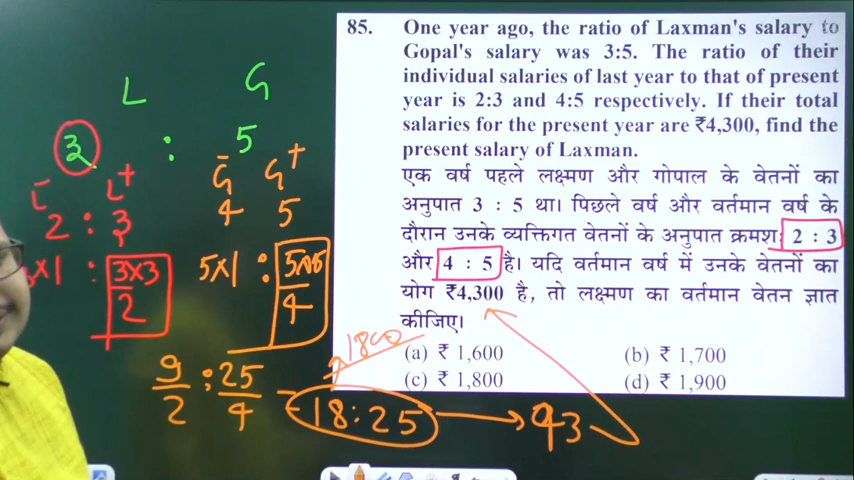 85. One year ago, the ratio of Laxman's salary to
Gopal's salary was 3:5. The ratio of their
individual salaries of last year to that of present
year is 2:3 and 4:5 respectively. If their total
salaries for the present year are ₹4,300, find the
present salary of Laxman.
एक वर्ष पहले लक्ष्मण और गोपाल के वेतनों का
अनुपात 3 : 5 था। पिछले वर्ष और वर्तमान वर्ष के
दौरान उनके व्यक्तिगत वेतनों के अनुपात क्रमशः 2 : 3
और 4 : 5 है। यदि वर्तमान वर्ष में उनके वेतनों का
योग ₹4,300 है, तो लक्ष्मण का वर्तमान वेतन ज्ञात
कीजिए।
(a) ₹ 1,600 (b) ₹ 1,700
(c) ₹ 1,800 (d) ₹ 1,900
L G
3 : 5
L⁻ L⁺ G⁻ G⁺
2 : 3 4 5
3×1 : 3×3/2 5×1 : 5×5/4
1800
9/2 : 25/4 = 18:25 → 43